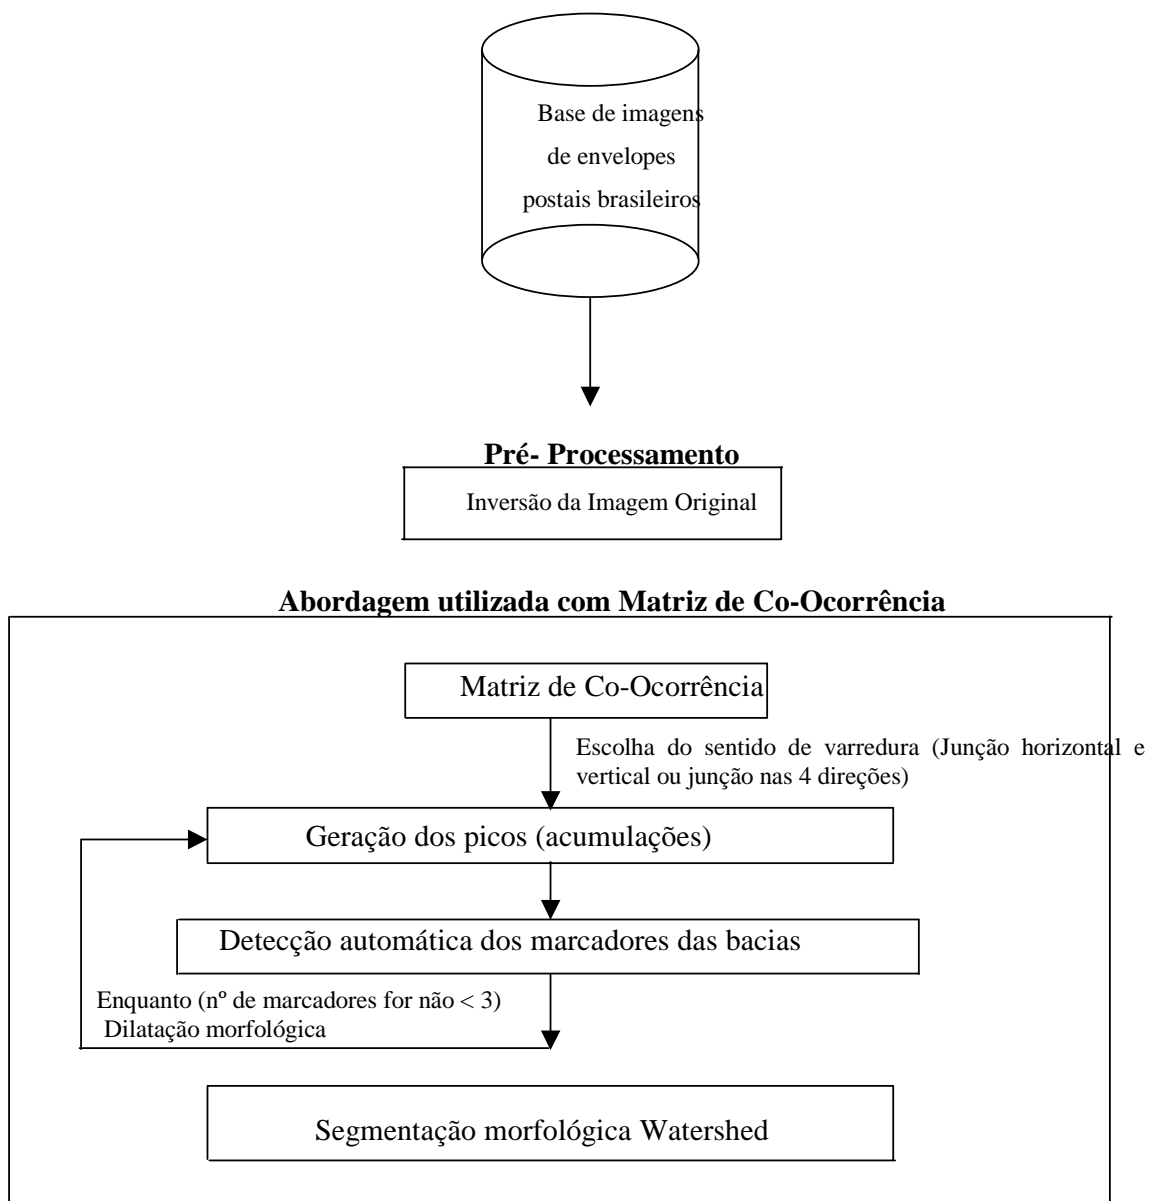 Base de imagens
de envelopes
postais brasileiros
Pré- Processamento
Inversão da Imagem Original
Abordagem utilizada com Matriz de Co-Ocorrência
Matriz de Co-Ocorrência
Escolha do sentido de varredura (Junção horizontal e
vertical ou junção nas 4 direções)
Geração dos picos (acumulações)
Detecção automática dos marcadores das bacias
Enquanto (nº de marcadores for não < 3)
Dilatação morfológica
Segmentação morfológica Watershed